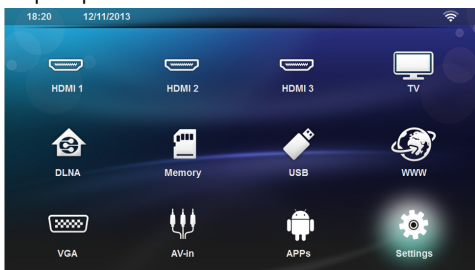 18:20 12/11/2013
HDMI 1 HDMI 2 HDMI 3 TV
DLNA Memory USB WWW
VGA AV-in APPs Settings